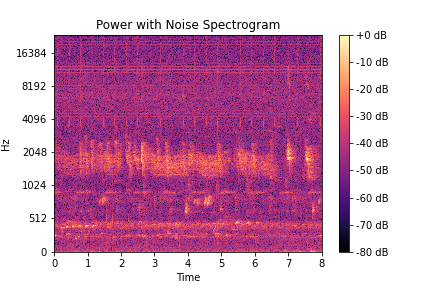 Power with Noise Spectrogram
Hz
16384
8192
4096
2048
1024
512
0
0 1 2 3 4 5 6 7 8
Time
+0 dB
-10 dB
-20 dB
-30 dB
-40 dB
-50 dB
-60 dB
-70 dB
-80 dB